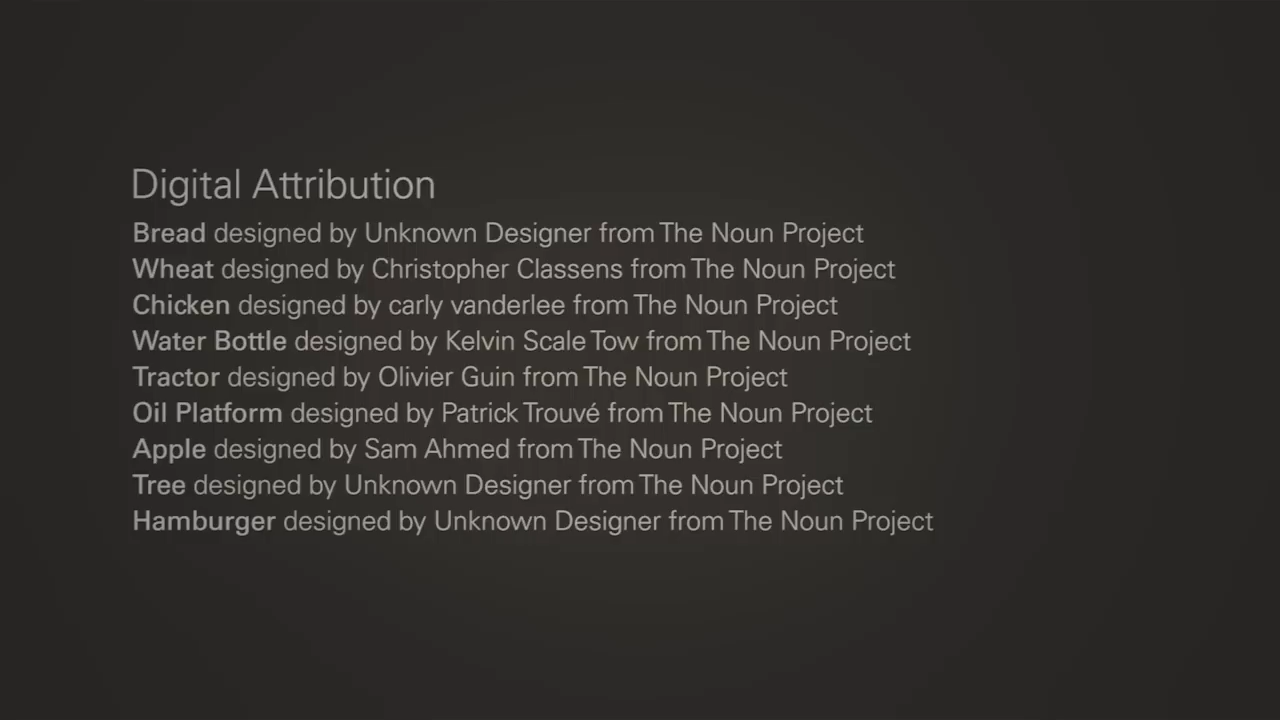 Digital Attribution
Bread designed by Unknown Designer from The Noun Project
Wheat designed by Christopher Classens from The Noun Project
Chicken designed by carly vanderlee from The Noun Project
Water Bottle designed by Kelvin Scale Tow from The Noun Project
Tractor designed by Olivier Guin from The Noun Project
Oil Platform designed by Patrick Trouvé from The Noun Project
Apple designed by Sam Ahmed from The Noun Project
Tree designed by Unknown Designer from The Noun Project
Hamburger designed by Unknown Designer from The Noun Project